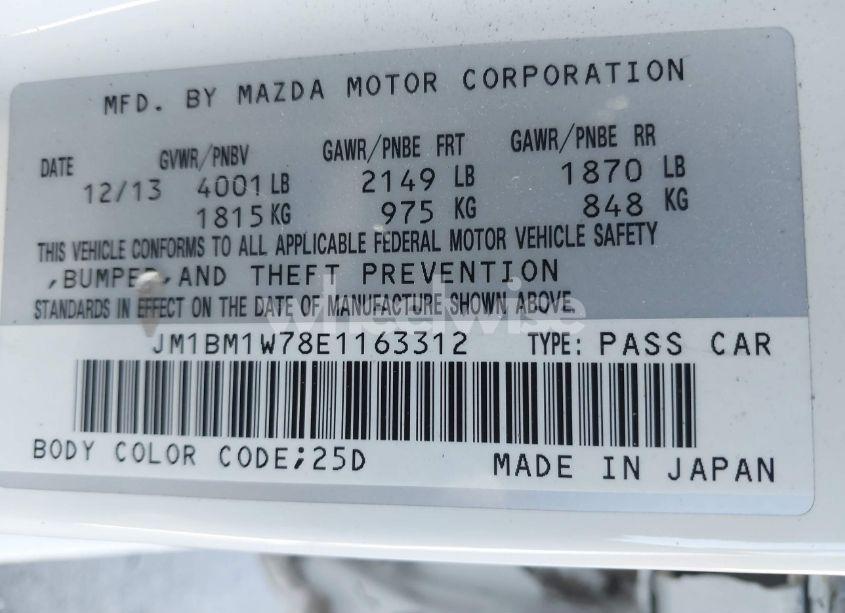 MFD. BY MAZDA MOTOR CORPORATION
DATE GVWR/PNBV GAWR/PNBE FRT GAWR/PNBE RR
12/13 4001 LB 2149 LB 1870 LB
1815 KG 975 KG 848 KG
THIS VEHICLE CONFORMS TO ALL APPLICABLE FEDERAL MOTOR VEHICLE SAFETY
,BUMPER,AND THEFT PREVENTION
STANDARDS IN EFFECT ON THE DATE OF MANUFACTURE SHOWN ABOVE.
wheelwise
JM1BM1W78E1163312 TYPE: PASS CAR
BODY COLOR CODE;25D MADE IN JAPAN